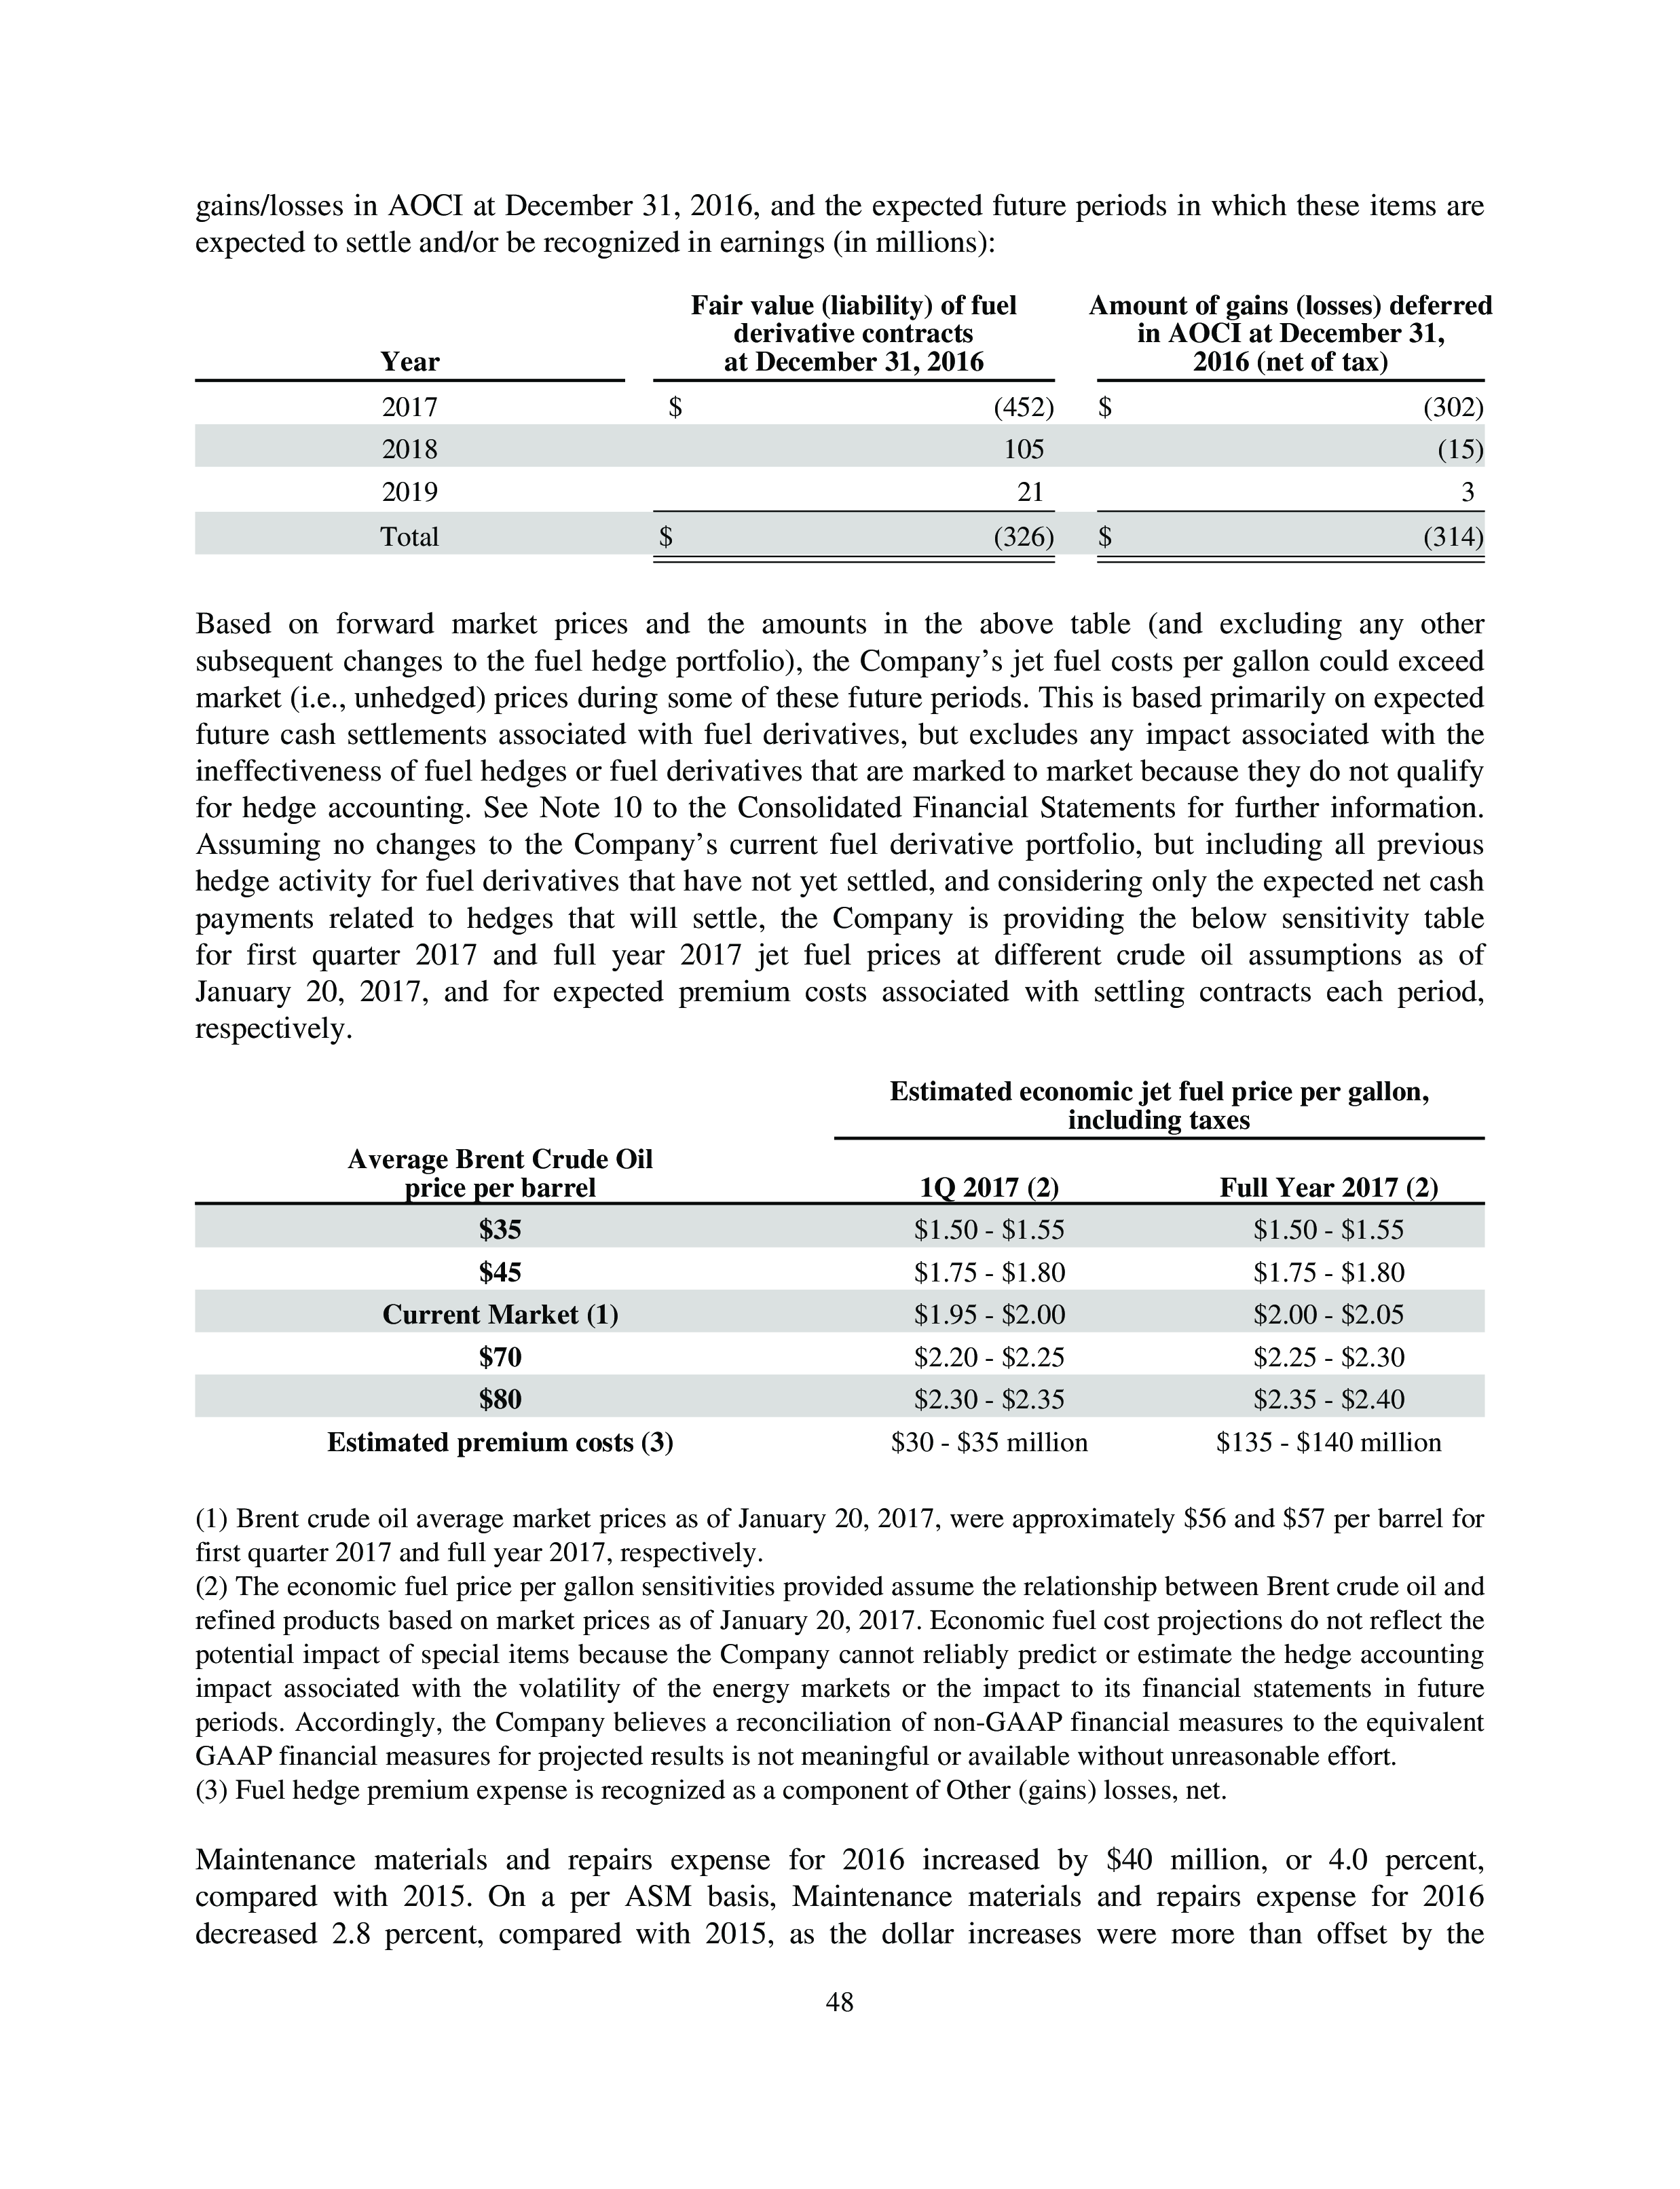 gains/losses in AOCI at December 31, 2016, and the expected future periods in which these items are
expected to settle and/or be recognized in earnings (in millions):
Year Fair value (liability) of fuel derivative contracts at December 31, 2016 Amount of gains (losses) deferred in AOCI at December 31, 2016 (net of tax)
2017 $ (452) $ (302)
2018 105 (15)
2019 21 3
Total $ (326) $ (314)
Based on forward market prices and the amounts in the above table (and excluding any other
subsequent changes to the fuel hedge portfolio), the Company’s jet fuel costs per gallon could exceed
market (i.e., unhedged) prices during some of these future periods. This is based primarily on expected
future cash settlements associated with fuel derivatives, but excludes any impact associated with the
ineffectiveness of fuel hedges or fuel derivatives that are marked to market because they do not qualify
for hedge accounting. See Note 10 to the Consolidated Financial Statements for further information.
Assuming no changes to the Company’s current fuel derivative portfolio, but including all previous
hedge activity for fuel derivatives that have not yet settled, and considering only the expected net cash
payments related to hedges that will settle, the Company is providing the below sensitivity table
for first quarter 2017 and full year 2017 jet fuel prices at different crude oil assumptions as of
January 20, 2017, and for expected premium costs associated with settling contracts each period,
respectively.
Estimated economic jet fuel price per gallon,
including taxes
Average Brent Crude Oil
price per barrel 1Q 2017 (2) Full Year 2017 (2)
$35 $1.50 - $1.55 $1.50 - $1.55
$45 $1.75 - $1.80 $1.75 - $1.80
Current Market (1) $1.95 - $2.00 $2.00 - $2.05
$70 $2.20 - $2.25 $2.25 - $2.30
$80 $2.30 - $2.35 $2.35 - $2.40
Estimated premium costs (3) $30 - $35 million $135 - $140 million
(1) Brent crude oil average market prices as of January 20, 2017, were approximately $56 and $57 per barrel for
first quarter 2017 and full year 2017, respectively.
(2) The economic fuel price per gallon sensitivities provided assume the relationship between Brent crude oil and
refined products based on market prices as of January 20, 2017. Economic fuel cost projections do not reflect the
potential impact of special items because the Company cannot reliably predict or estimate the hedge accounting
impact associated with the volatility of the energy markets or the impact to its financial statements in future
periods. Accordingly, the Company believes a reconciliation of non-GAAP financial measures to the equivalent
GAAP financial measures for projected results is not meaningful or available without unreasonable effort.
(3) Fuel hedge premium expense is recognized as a component of Other (gains) losses, net.
Maintenance materials and repairs expense for 2016 increased by $40 million, or 4.0 percent,
compared with 2015. On a per ASM basis, Maintenance materials and repairs expense for 2016
decreased 2.8 percent, compared with 2015, as the dollar increases were more than offset by the
48